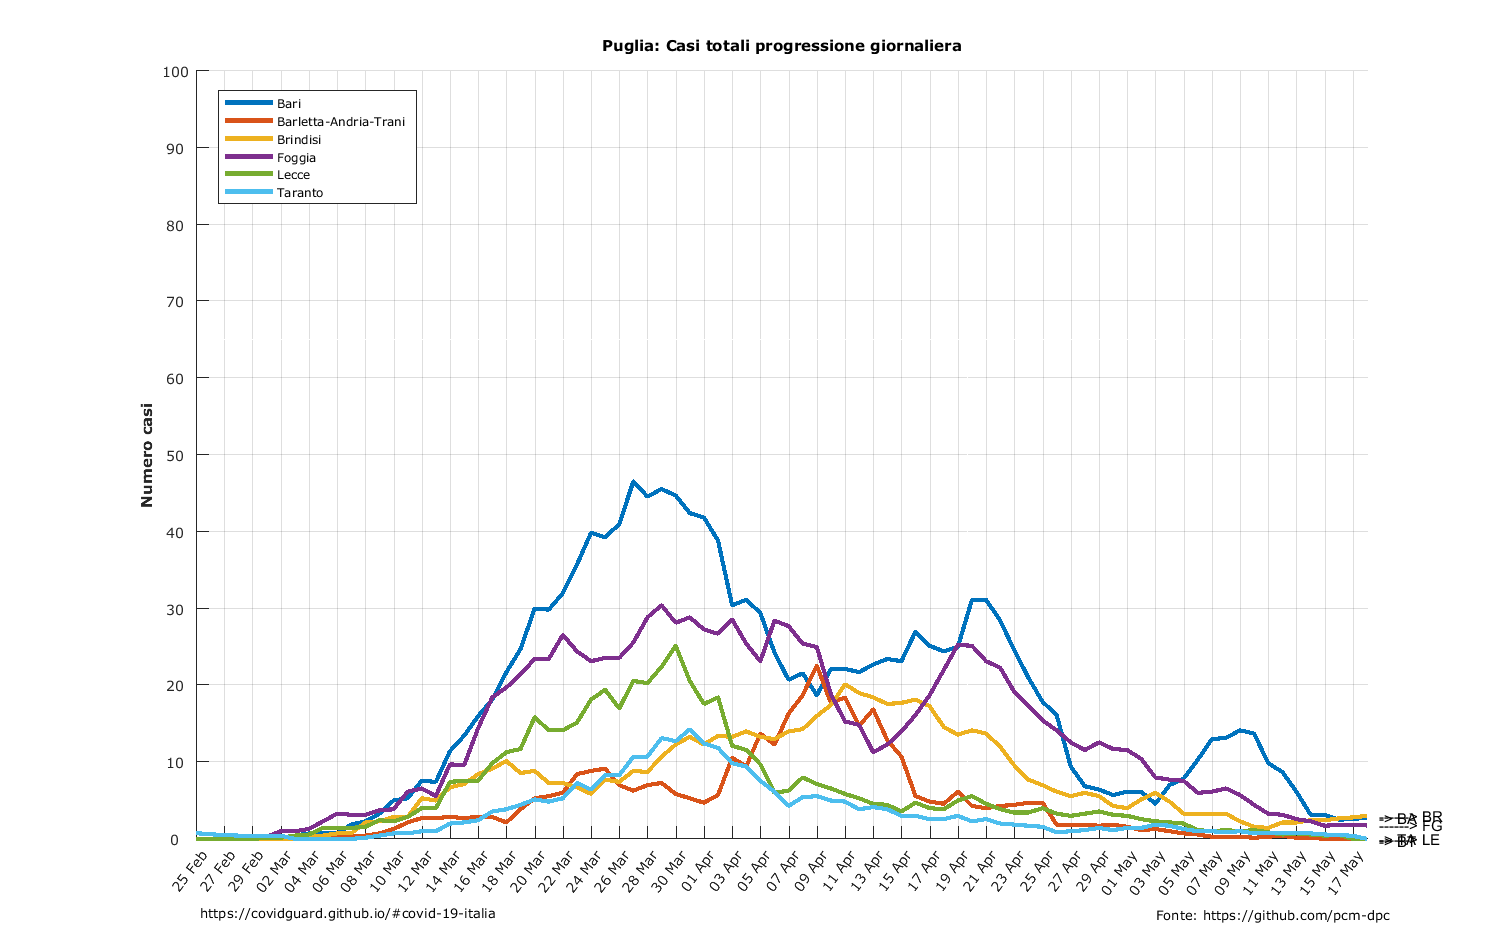 Puglia: Casi totali progressione giornaliera
100
90
80
70
60
50
40
30
20
10
0
Numero casi
Bari
Barletta-Andria-Trani
Brindisi
Foggia
Lecce
Taranto
25 Feb
27 Feb
29 Feb
02 Mar
04 Mar
06 Mar
08 Mar
10 Mar
12 Mar
14 Mar
16 Mar
18 Mar
20 Mar
22 Mar
24 Mar
26 Mar
28 Mar
30 Mar
01 Apr
03 Apr
05 Apr
07 Apr
09 Apr
11 Apr
13 Apr
15 Apr
17 Apr
19 Apr
21 Apr
23 Apr
25 Apr
27 Apr
29 Apr
01 May
03 May
05 May
07 May
09 May
11 May
13 May
15 May
17 May
BR
BA
------> FG
LE
https://covidguard.github.io/#covid-19-italia
Fonte: https://github.com/pcm-dpc